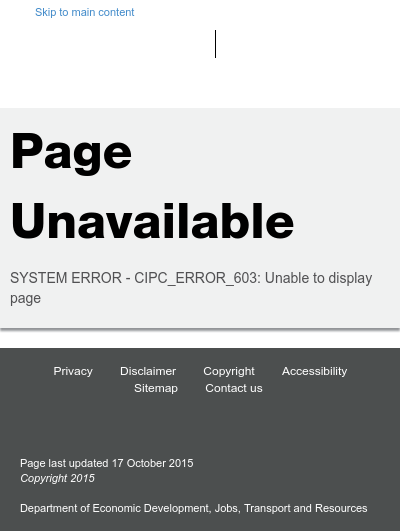 Skip to main content
Page
Unavailable
SYSTEM ERROR - CIPC_ERROR_603: Unable to display
page
Privacy Disclaimer Copyright Accessibility
Sitemap Contact us
Page last updated 17 October 2015
Copyright 2015
Department of Economic Development, Jobs, Transport and Resources